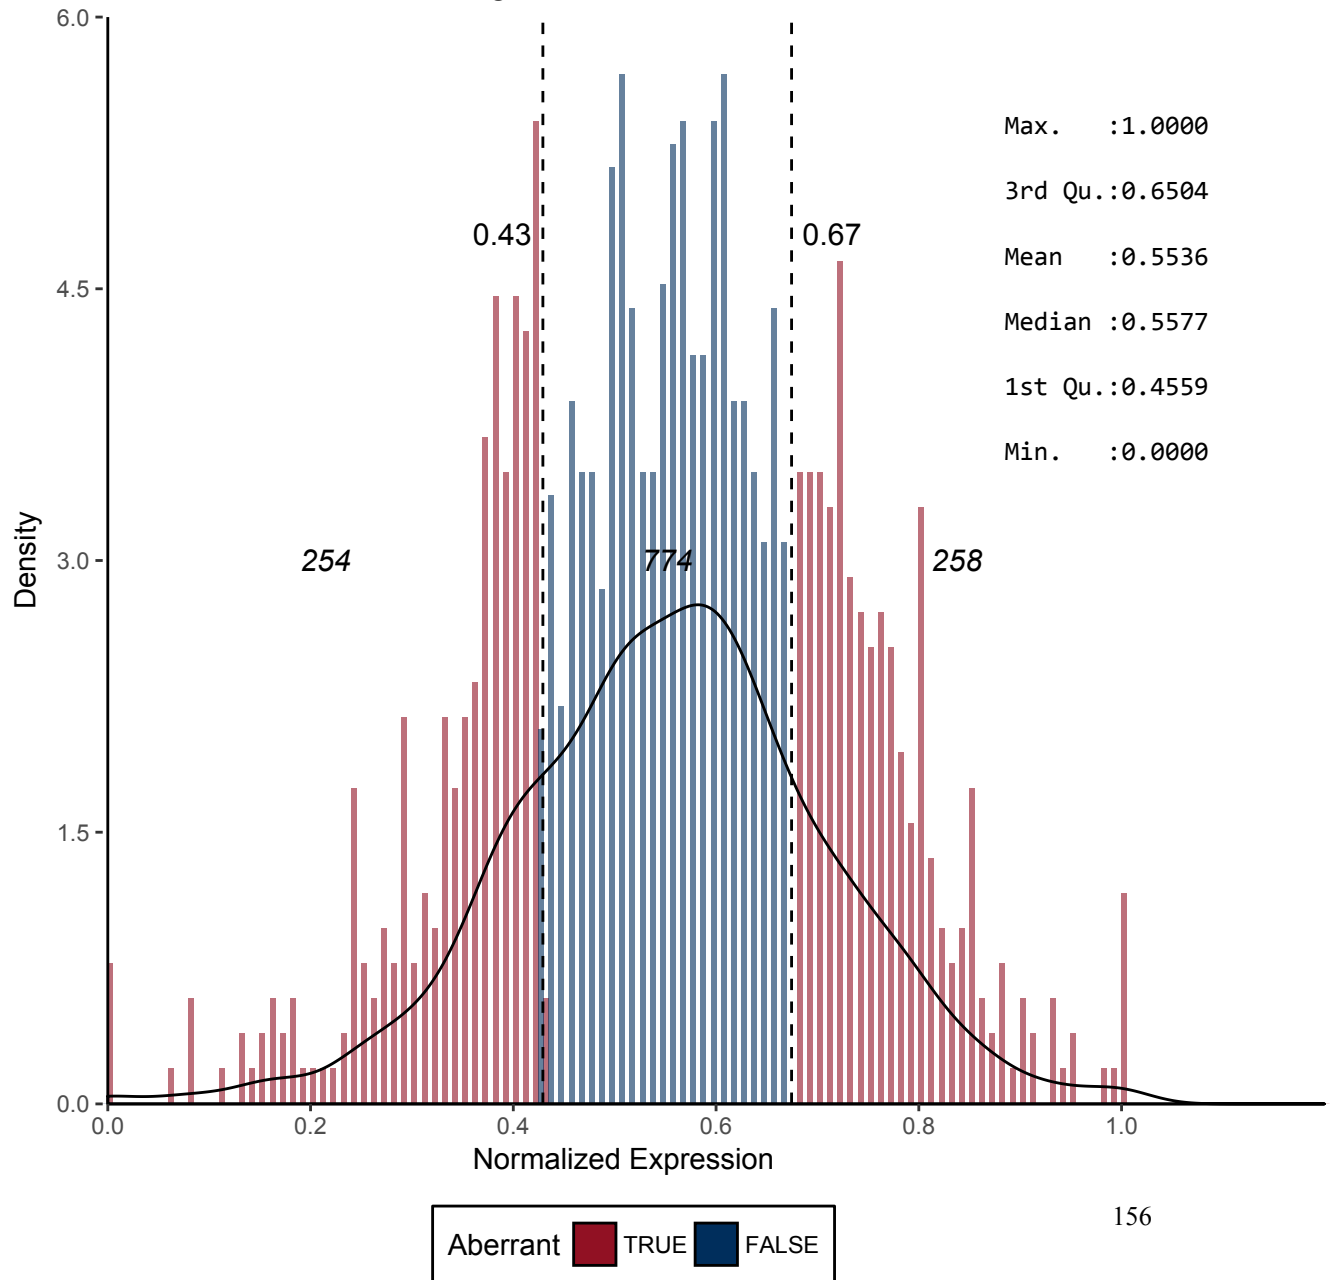 6.0
4.5
3.0
1.5
0.0
Density
0.43
0.67
254
774
258
Max. :1.0000
3rd Qu.:0.6504
Mean :0.5536
Median :0.5577
1st Qu.:0.4559
Min. :0.0000
0.0 0.2 0.4 0.6 0.8 1.0
Normalized Expression
156
Aberrant TRUE FALSE